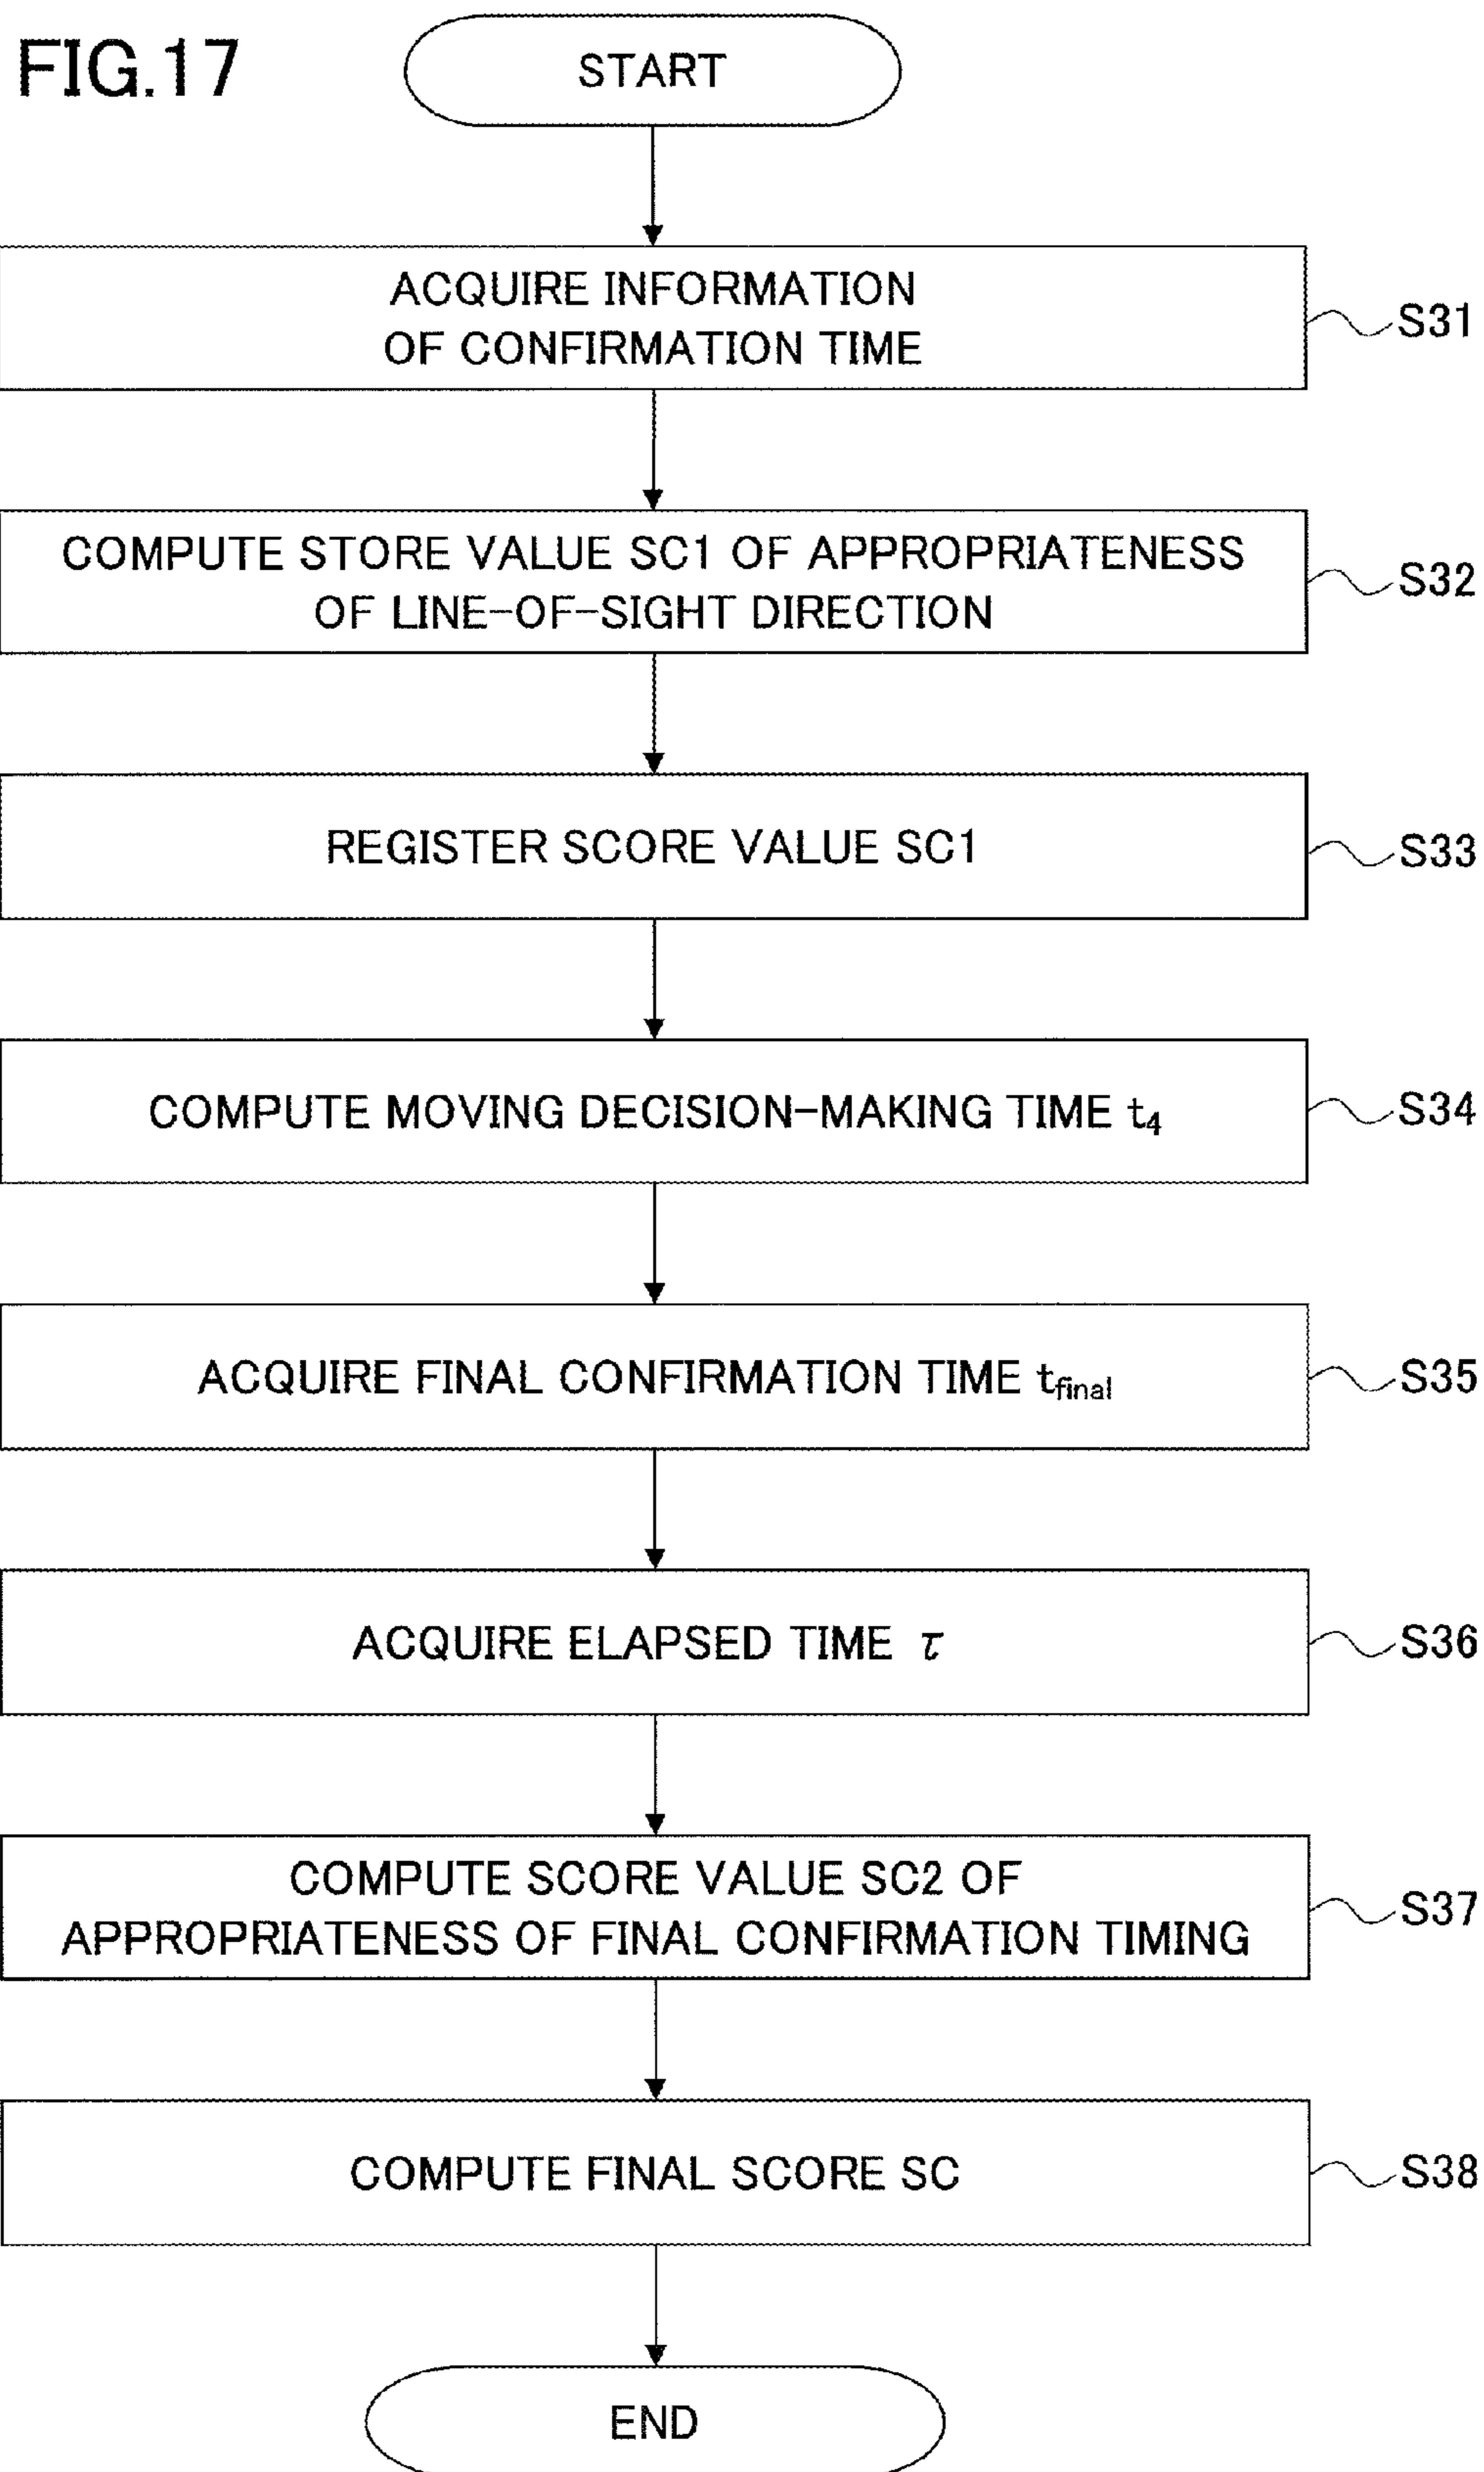 FIG.17
START
ACQUIRE INFORMATION
OF CONFIRMATION TIME
S31
COMPUTE STORE VALUE SC1 OF APPROPRIATENESS
OF LINE-OF-SIGHT DIRECTION
S32
REGISTER SCORE VALUE SC1
S33
COMPUTE MOVING DECISION-MAKING TIME t4
S34
ACQUIRE FINAL CONFIRMATION TIME tfinal
S35
ACQUIRE ELAPSED TIME τ
S36
COMPUTE SCORE VALUE SC2 OF
APPROPRIATENESS OF FINAL CONFIRMATION TIMING
S37
COMPUTE FINAL SCORE SC
S38
END